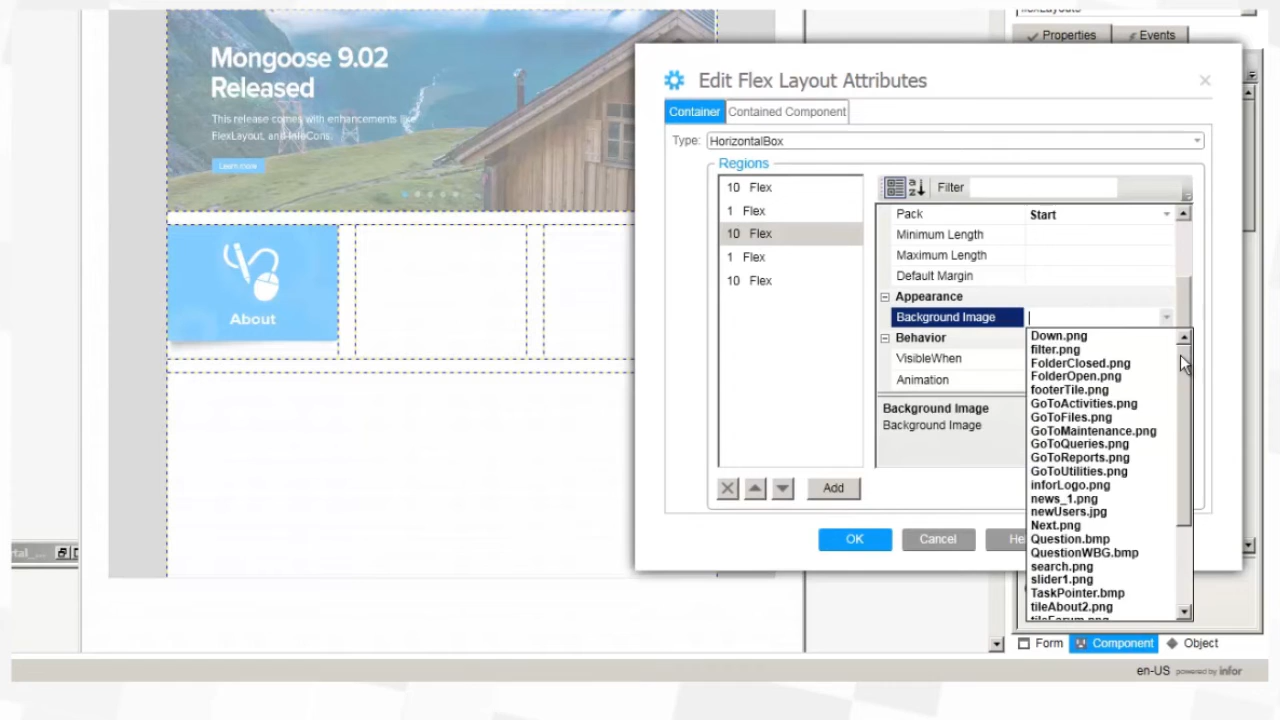 Mongoose 9.02
Released
This release comes with enhancements like
FlexLayout, and InfoCons.
Learn more
About
Properties
Events
Edit Flex Layout Attributes
Container
Contained Component
Type:
HorizontalBox
Regions
10 Flex
1 Flex
10 Flex
1 Flex
10 Flex
Filter
Pack
Start
Minimum Length
Maximum Length
Default Margin
Appearance
Background Image
Behavior
VisibleWhen
Animation
Background Image
Background Image
Down.png
filter.png
FolderClosed.png
FolderOpen.png
footerTile.png
GoToActivities.png
GoToFiles.png
GoToMaintenance.png
GoToQueries.png
GoToReports.png
GoToUtilities.png
inforLogo.png
news_1.png
newUsers.jpg
Next.png
Question.bmp
QuestionWBG.bmp
search.png
slider1.png
TaskPointer.bmp
tileAbout2.png
tileForum.png
Add
OK
Cancel
He
rtal_...
Form
Component
Object
en-US
powered by infor